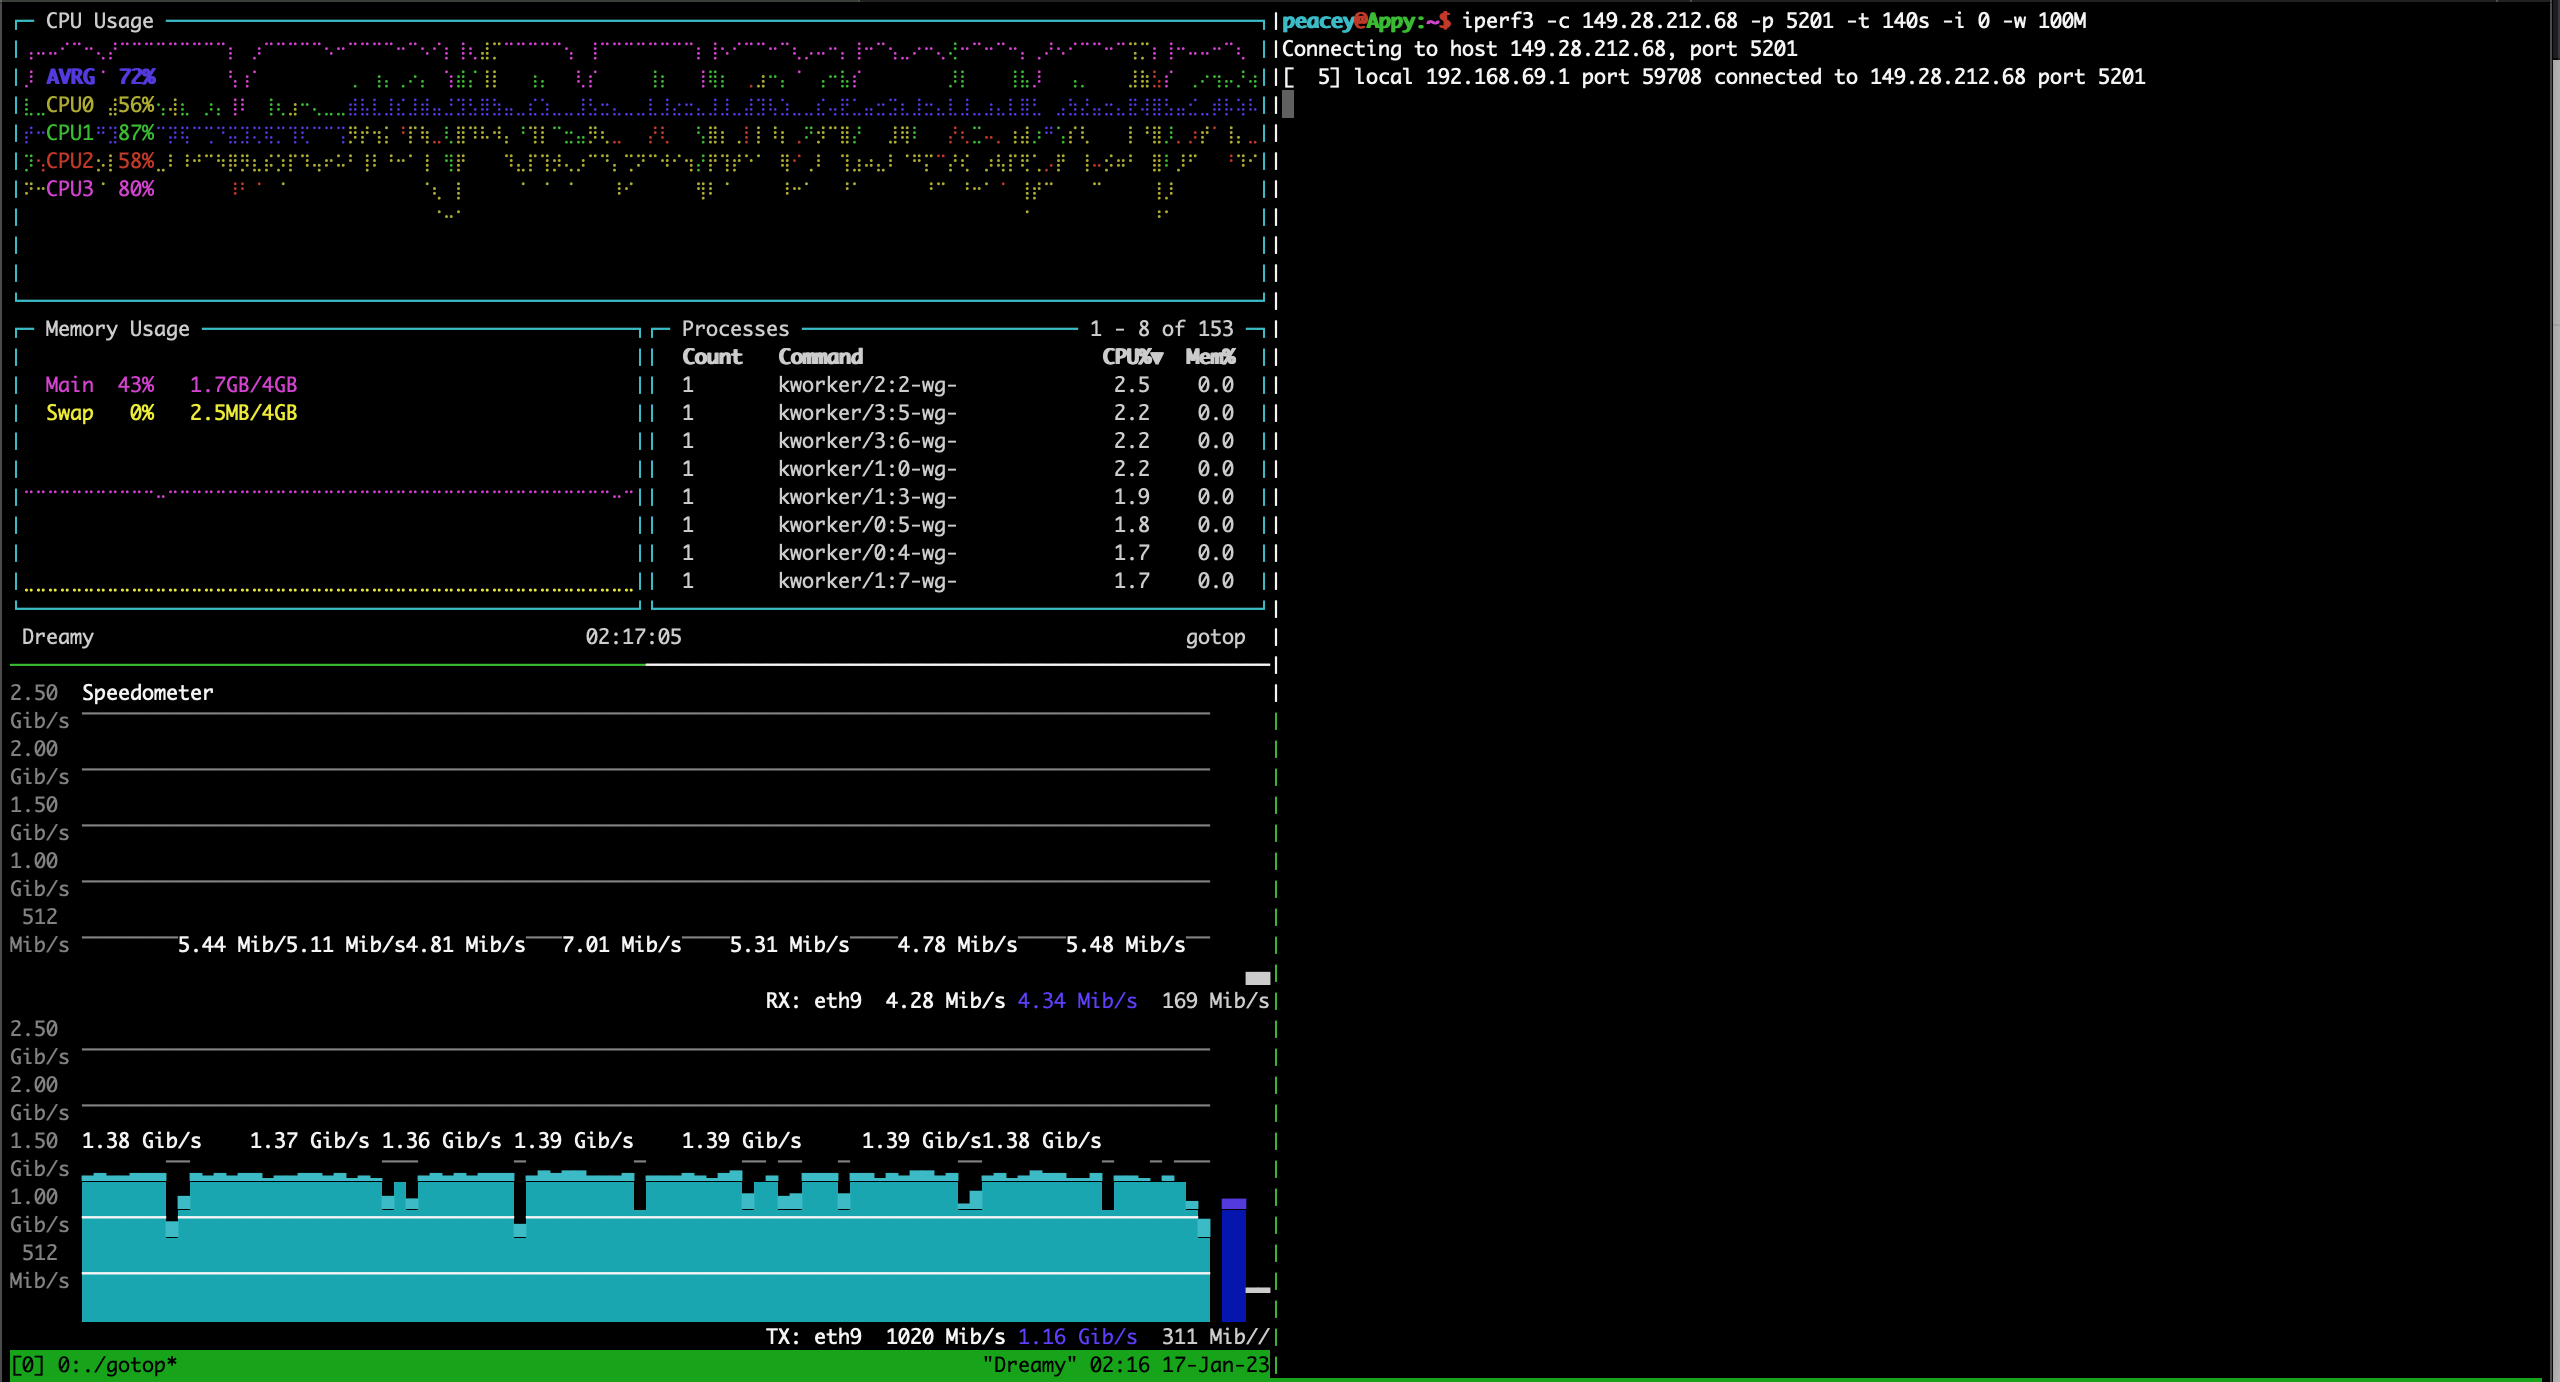 CPU Usage
AVRG 72%
CPU0 56%
CPU1 87%
CPU2 58%
CPU3 80%
Memory Usage
Main 43% 1.7GB/4GB
Swap 0% 2.5MB/4GB
Processes 1 - 8 of 153
Count Command CPU%▼ Mem%
1 kworker/2:2-wg- 2.5 0.0
1 kworker/3:5-wg- 2.2 0.0
1 kworker/3:6-wg- 2.2 0.0
1 kworker/1:0-wg- 2.2 0.0
1 kworker/1:3-wg- 1.9 0.0
1 kworker/0:5-wg- 1.8 0.0
1 kworker/0:4-wg- 1.7 0.0
1 kworker/1:7-wg- 1.7 0.0
Dreamy 02:17:05 gotop
2.50 Speedometer
Gib/s
2.00
Gib/s
1.50
Gib/s
1.00
Gib/s
512
Mib/s 5.44 Mib/5.11 Mib/s4.81 Mib/s 7.01 Mib/s 5.31 Mib/s 4.78 Mib/s 5.48 Mib/s
RX: eth9 4.28 Mib/s 4.34 Mib/s 169 Mib/s
2.50
Gib/s
2.00
Gib/s
1.50 1.38 Gib/s 1.37 Gib/s 1.36 Gib/s 1.39 Gib/s 1.39 Gib/s 1.39 Gib/s1.38 Gib/s
Gib/s
1.00
Gib/s
512
Mib/s
TX: eth9 1020 Mib/s 1.16 Gib/s 311 Mib//
[0] 0:./gotop* "Dreamy" 02:16 17-Jan-23
peacey@Appy:~$ iperf3 -c 149.28.212.68 -p 5201 -t 140s -i 0 -w 100M
Connecting to host 149.28.212.68, port 5201
[  5] local 192.168.69.1 port 59708 connected to 149.28.212.68 port 5201